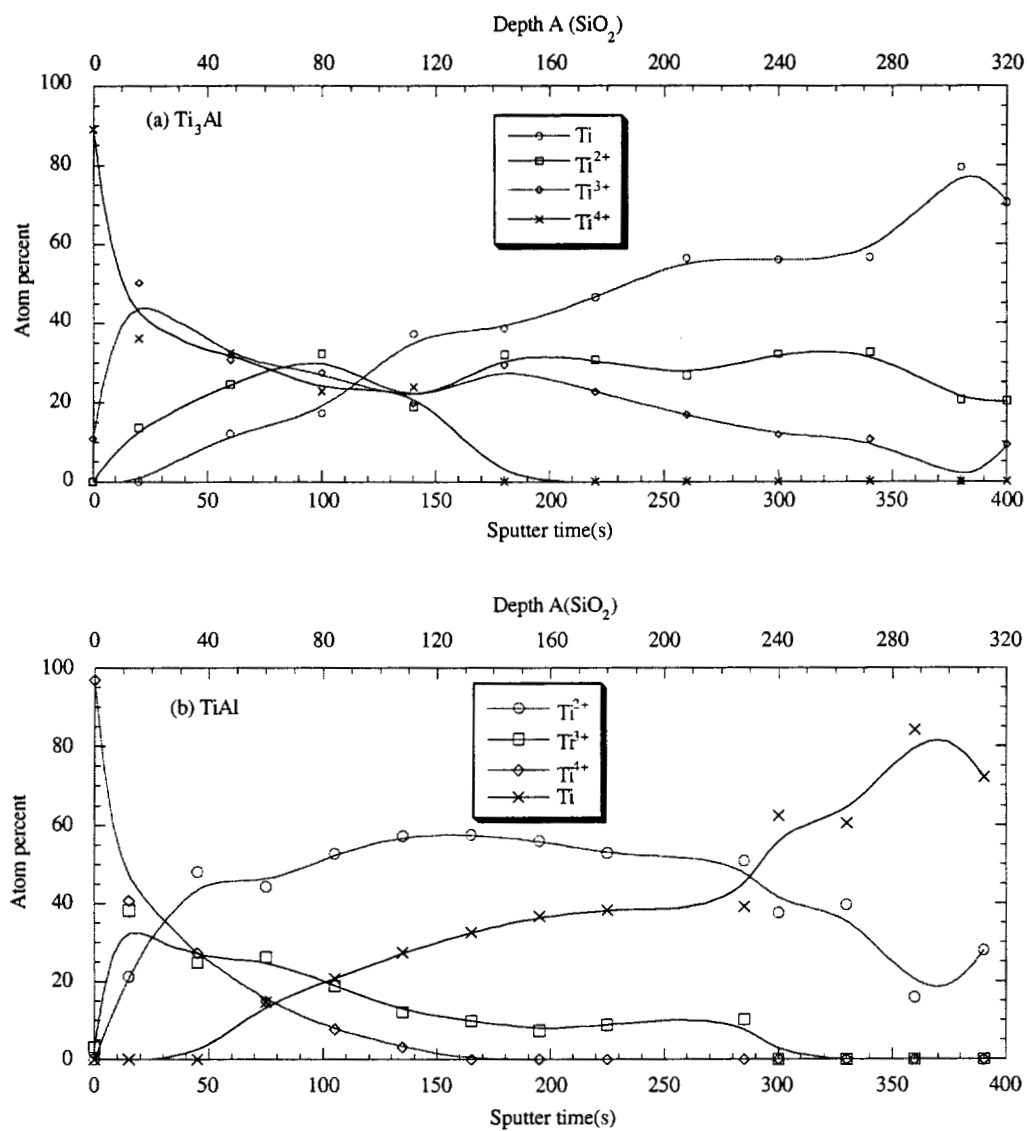 Depth A (SiO₂)
0 40 80 120 160 200 240 280 320
100
80
60
40
20
0
Atom percent
(a) Ti₃Al
Ti
Ti²⁺
Ti³⁺
Ti⁴⁺
0 50 100 150 200 250 300 350 400
Sputter time(s)
Depth A(SiO₂)
0 40 80 120 160 200 240 280 320
100
80
60
40
20
0
Atom percent
(b) TiAl
Ti²⁺
Ti³⁺
Ti⁴⁺
Ti
0 50 100 150 200 250 300 350 400
Sputter time(s)